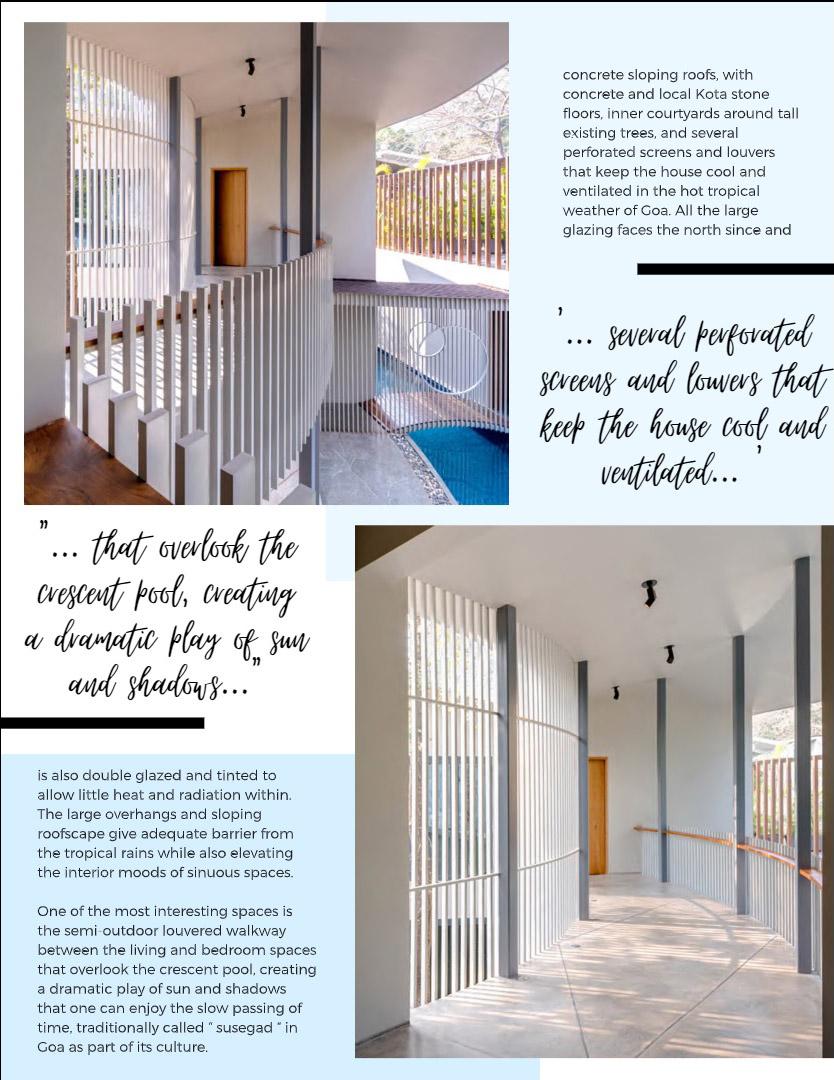 concrete sloping roofs, with
concrete and local Kota stone
floors, inner courtyards around tall
existing trees, and several
perforated screens and louvers
that keep the house cool and
ventilated in the hot tropical
weather of Goa. All the large
glazing faces the north since and
'... several perforated
screens and louvers that
keep the house cool and
ventilated... '
"... that overlook the
crescent pool, creating
a dramatic play of sun
and shadows..."
is also double glazed and tinted to
allow little heat and radiation within.
The large overhangs and sloping
roofscape give adequate barrier from
the tropical rains while also elevating
the interior moods of sinuous spaces.
One of the most interesting spaces is
the semi-outdoor louvered walkway
between the living and bedroom spaces
that overlook the crescent pool, creating
a dramatic play of sun and shadows
that one can enjoy the slow passing of
time, traditionally called " susegad " in
Goa as part of its culture.